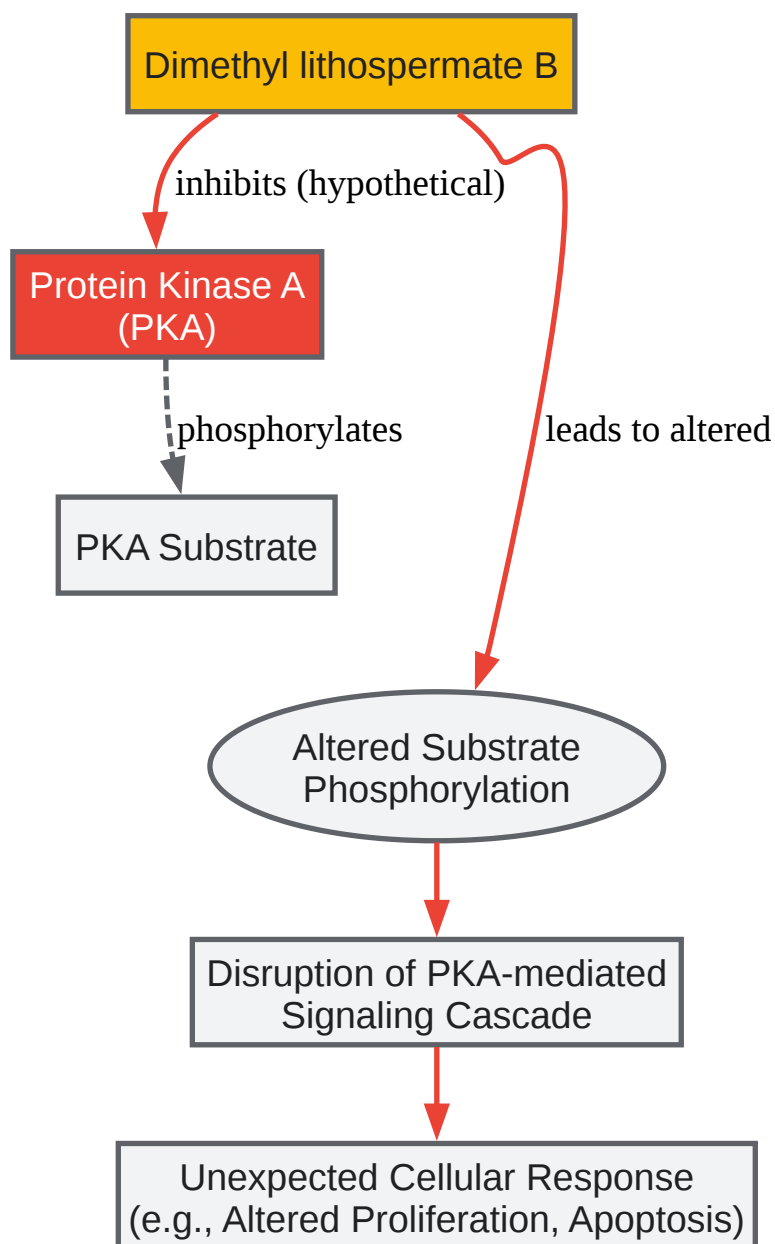 Dimethyl lithospermate B
inhibits (hypothetical)
Protein Kinase A
(PKA)
phosphorylates
leads to altered
PKA Substrate
Altered Substrate
Phosphorylation
Disruption of PKA-mediated
Signaling Cascade
Unexpected Cellular Response
(e.g., Altered Proliferation, Apoptosis)